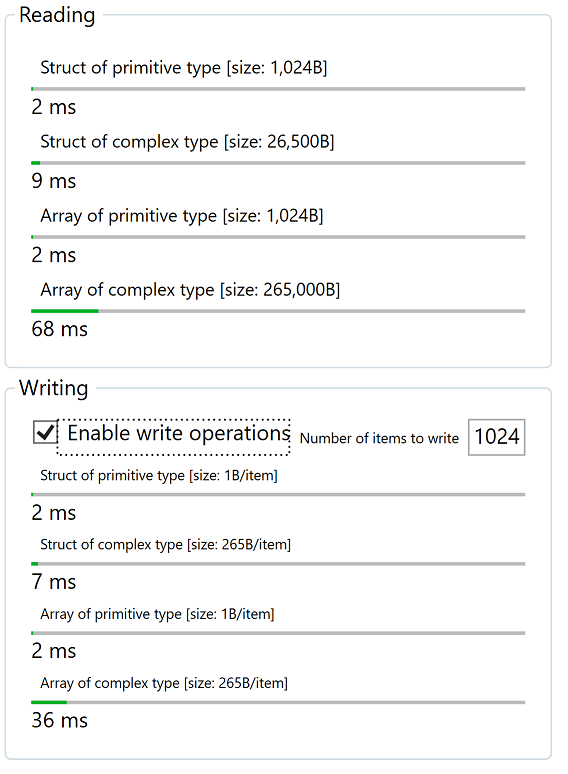 Reading
Struct of primitive type [size: 1,024B]
2 ms
Struct of complex type [size: 26,500B]
9 ms
Array of primitive type [size: 1,024B]
2 ms
Array of complex type [size: 265,000B]
68 ms
Writing
Enable write operations Number of items to write 1024
Struct of primitive type [size: 1B/item]
2 ms
Struct of complex type [size: 265B/item]
7 ms
Array of primitive type [size: 1B/item]
2 ms
Array of complex type [size: 265B/item]
36 ms